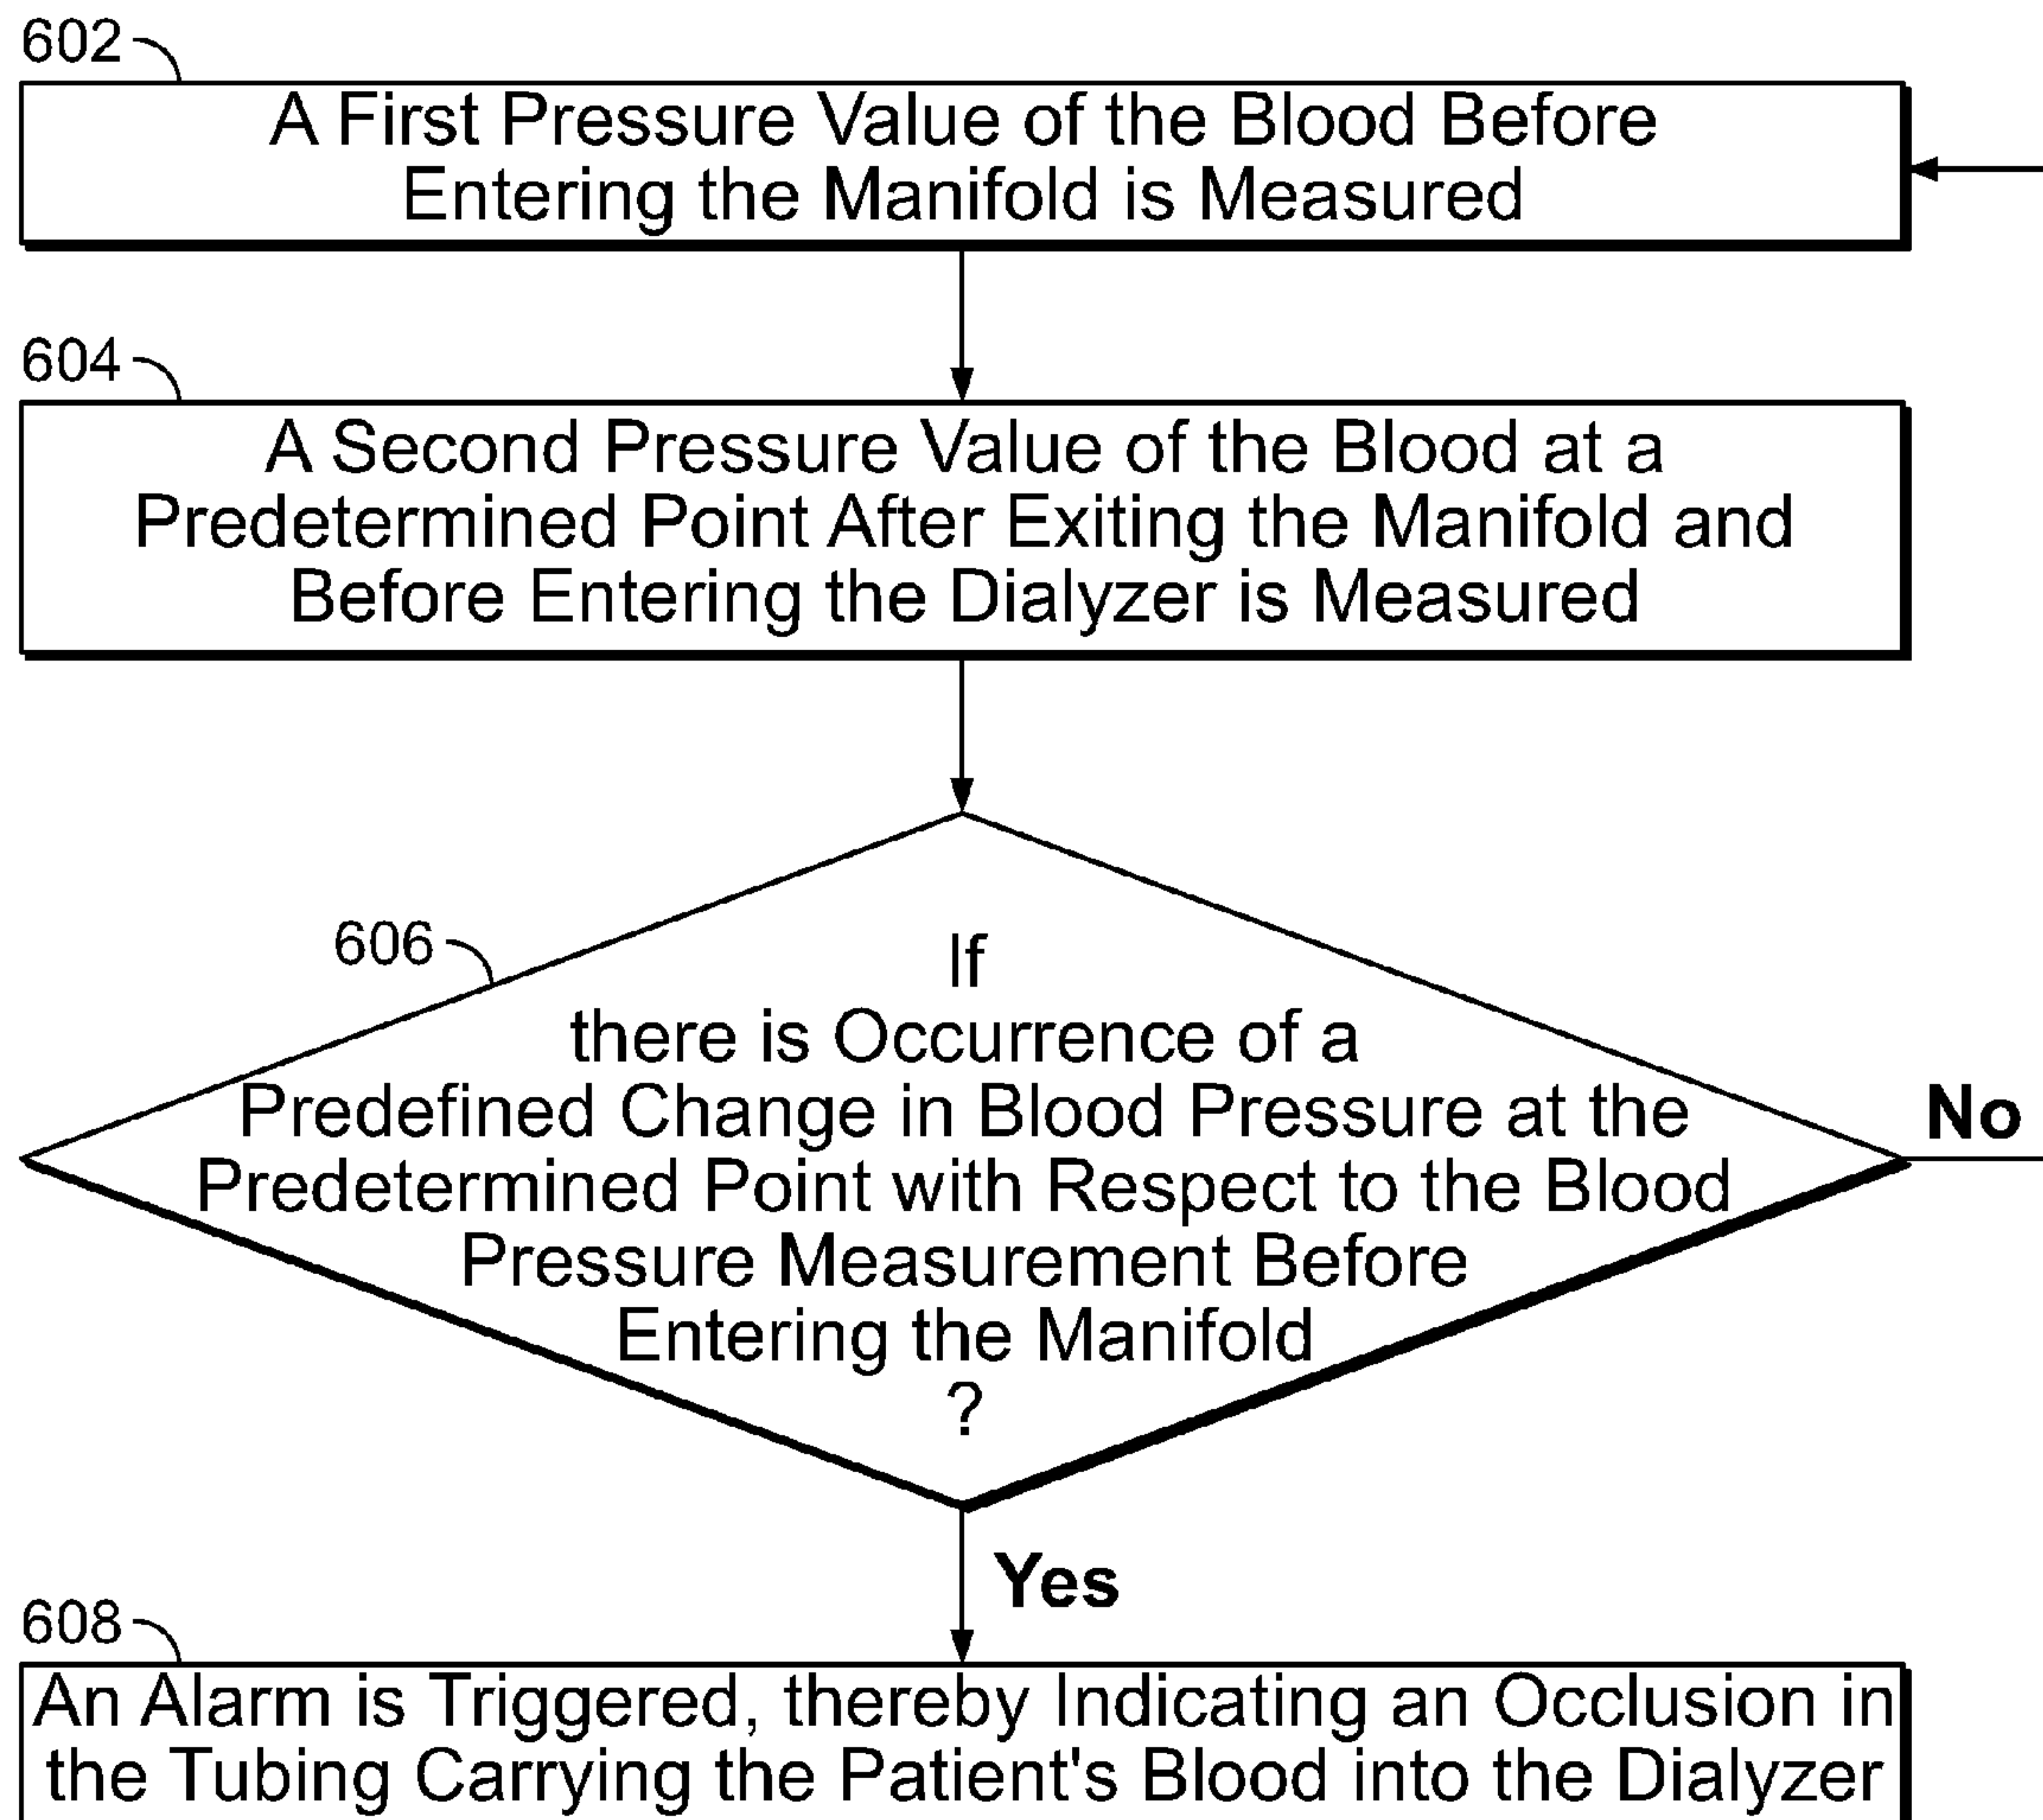 602
A First Pressure Value of the Blood Before
Entering the Manifold is Measured
604
A Second Pressure Value of the Blood at a
Predetermined Point After Exiting the Manifold and
Before Entering the Dialyzer is Measured
606
If
there is Occurrence of a
Predefined Change in Blood Pressure at the
Predetermined Point with Respect to the Blood
Pressure Measurement Before
Entering the Manifold
?
No
Yes
608
An Alarm is Triggered, thereby Indicating an Occlusion in
the Tubing Carrying the Patient's Blood into the Dialyzer